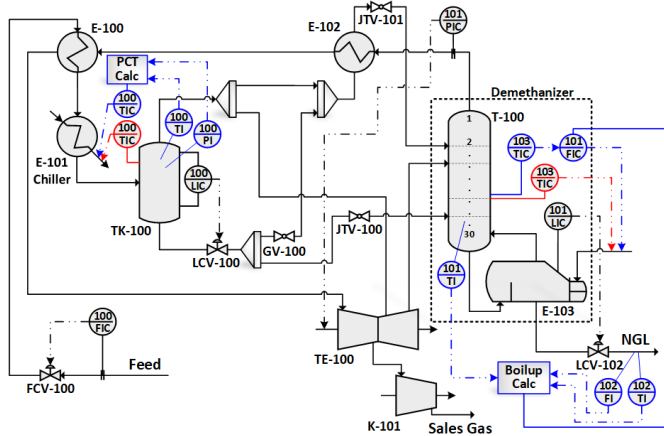 E-100
PCT
Calc
100
TIC
100
TIC
E-101
Chiller
TK-100
100
TI
100
PI
100
LIC
LCV-100
GV-100
JTV-100
E-102
JTV-101
101
PIC
Demethanizer
T-100
1
2
30
103
TIC
101
FIC
103
TIC
101
LIC
101
TI
E-103
TE-100
K-101
Sales Gas
100
FIC
FCV-100
Feed
Boilup
Calc
NGL
LCV-102
102
FI
102
TI